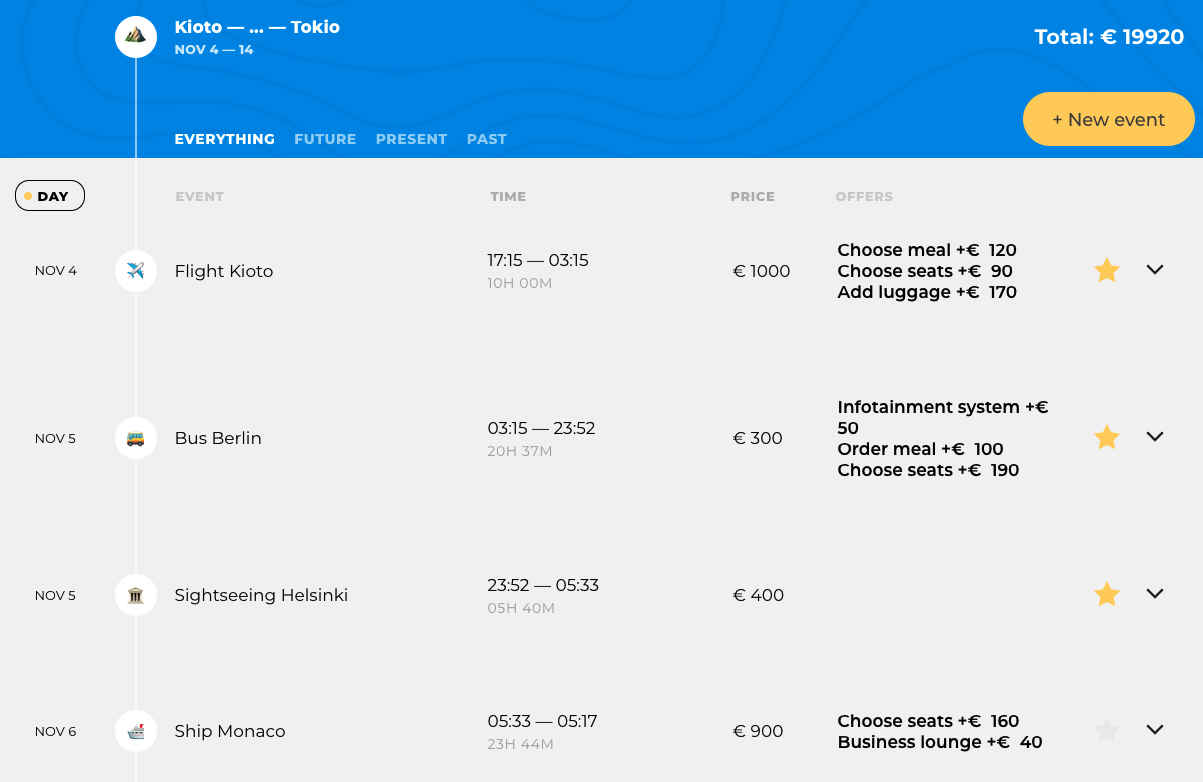 Kioto — ... — Tokio
NOV 4 — 14
Total: € 19920
+ New event
EVERYTHING FUTURE PRESENT PAST
DAY EVENT TIME PRICE OFFERS
NOV 4 Flight Kioto 17:15 — 03:15 € 1000
10H 00M
Choose meal +€ 120
Choose seats +€ 90
Add luggage +€ 170
NOV 5 Bus Berlin 03:15 — 23:52 € 300
20H 37M
Infotainment system +€
50
Order meal +€ 100
Choose seats +€ 190
NOV 5 Sightseeing Helsinki 23:52 — 05:33 € 400
05H 40M
NOV 6 Ship Monaco 05:33 — 05:17 € 900
23H 44M
Choose seats +€ 160
Business lounge +€ 40